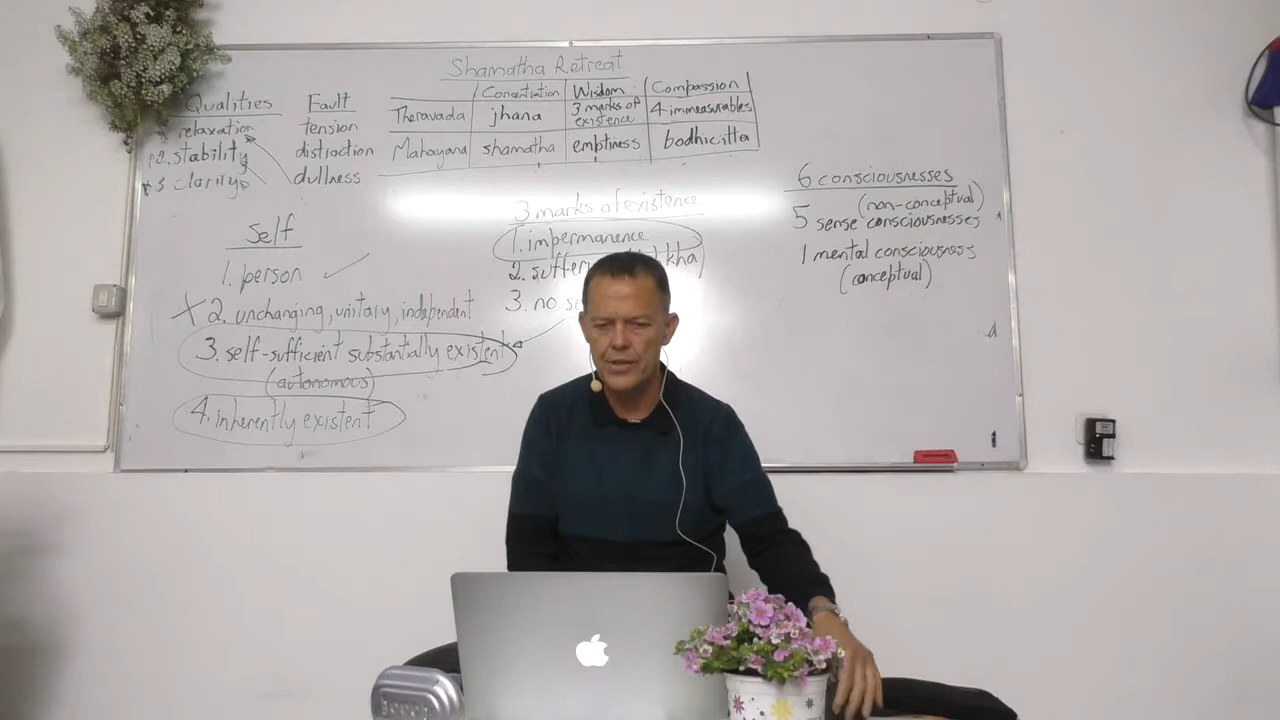 Shamatha Retreat
Concentration Wisdom Compassion
Theravada jhana 3 marks of existence 4 immeasurables
Mahayana shamatha emptiness bodhicitta
Qualities Fault
relaxation tension
2. stability distraction
3 clarity dullness
Self
1. person
X 2. unchanging, unitary, independent
3. self-sufficient substantially existent
(autonomous)
4. inherently existent
3 marks of existence
1. impermanence
2.
3. no
6 consciousnesses
(non-conceptual)
5 sense consciousnesses
1 mental consciousness
(conceptual)